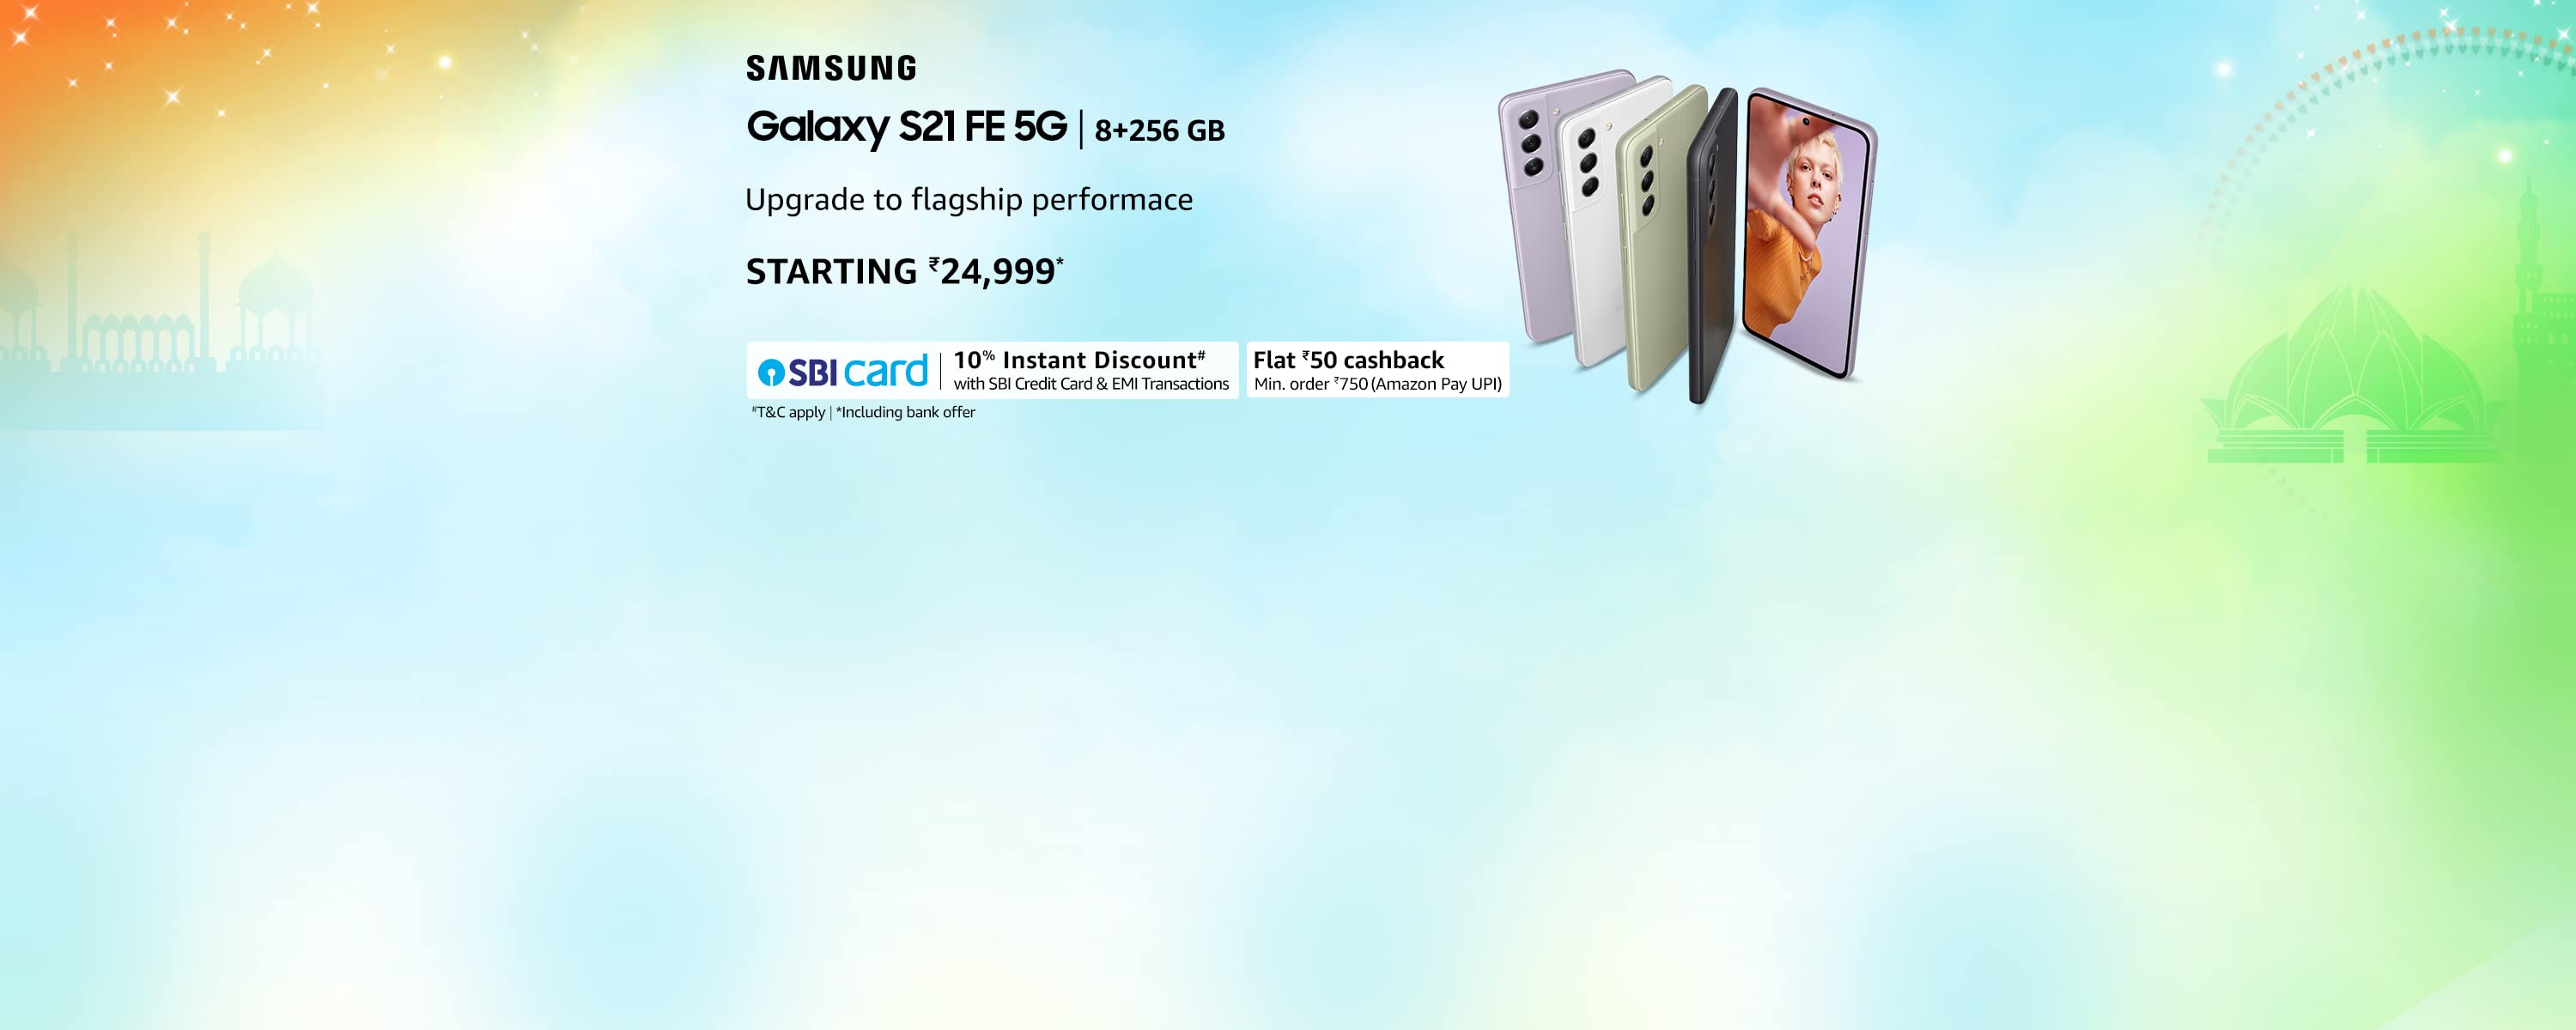 SAMSUNG
Galaxy S21 FE 5G | 8+256 GB
Upgrade to flagship performace
STARTING ₹24,999*
SBI card | 10% Instant Discount#
with SBI Credit Card & EMI Transactions
Flat ₹50 cashback
Min. order ₹750 (Amazon Pay UPI)
#T&C apply | *Including bank offer